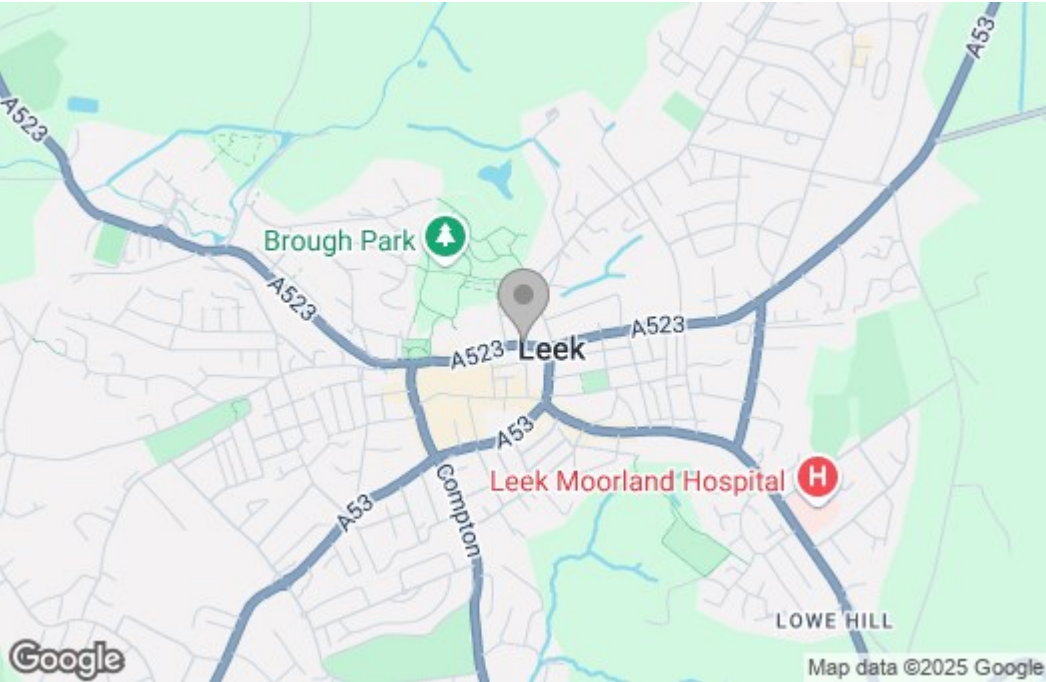 A53
A523
Brough Park
A523
A523
A523
Leek
A53
Leek Moorland Hospital
H
A53
Compton
LOWE HILL
Google
Map data ©2025 Google